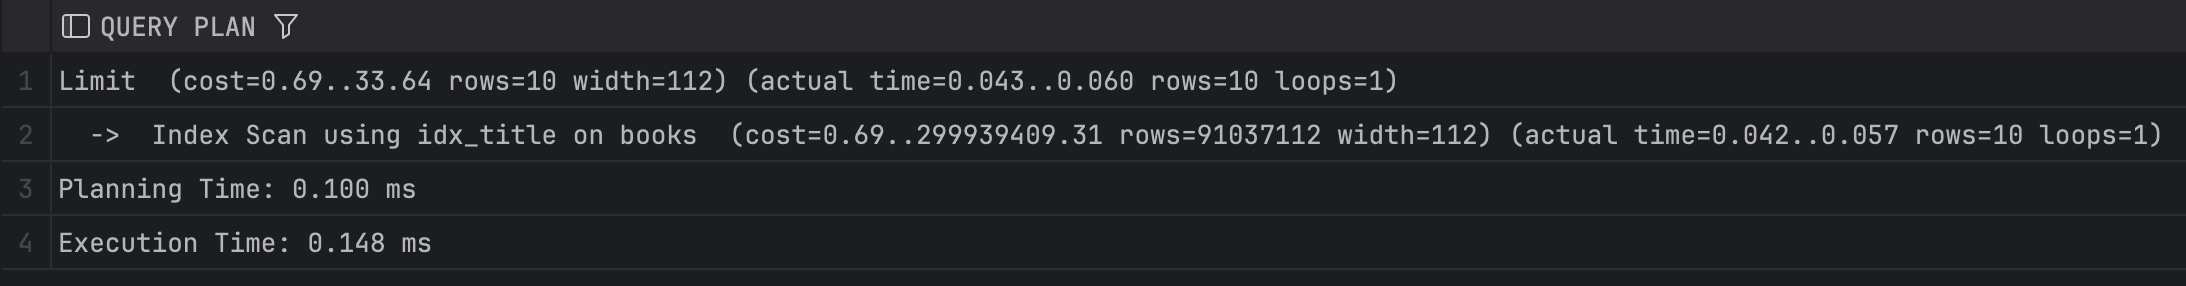 QUERY PLAN
1 Limit  (cost=0.69..33.64 rows=10 width=112) (actual time=0.043..0.060 rows=10 loops=1)
2   ->  Index Scan using idx_title on books  (cost=0.69..299939409.31 rows=91037112 width=112) (actual time=0.042..0.057 rows=10 loops=1)
3 Planning Time: 0.100 ms
4 Execution Time: 0.148 ms